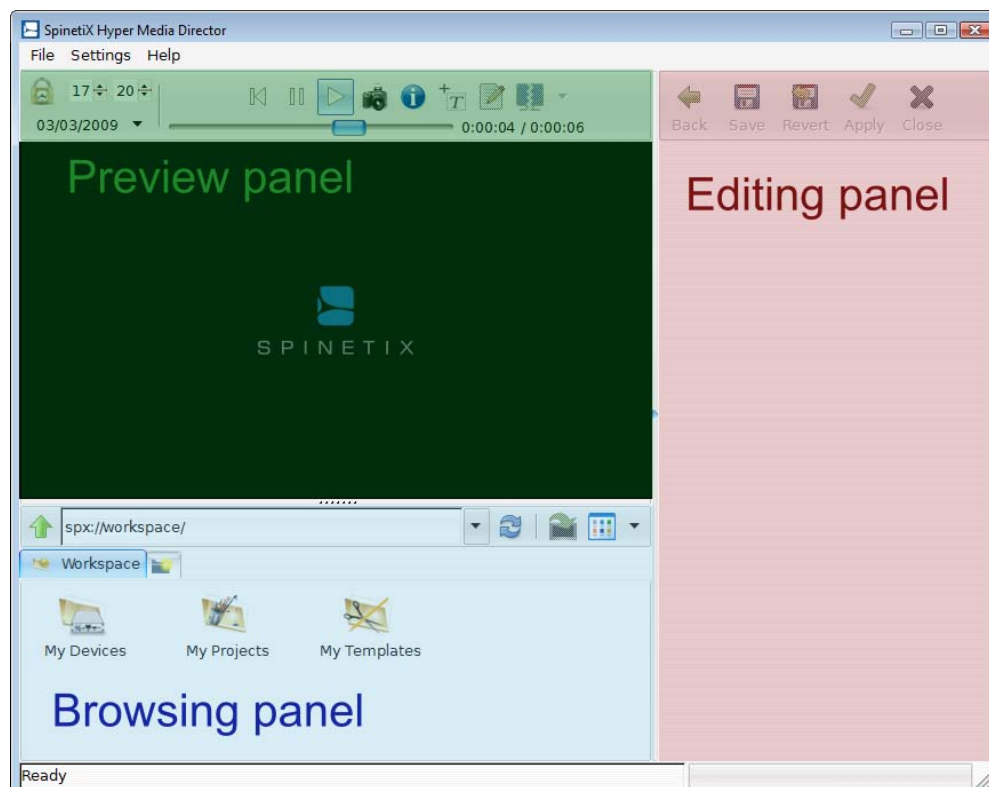 SpinetiX Hyper Media Director
File Settings Help
17 20
03/03/2009
0:00:04 / 0:00:06
Back Save Revert Apply Close
Preview panel
Editing panel
SPINETIX
spx://workspace/
Workspace
My Devices My Projects My Templates
Browsing panel
Ready